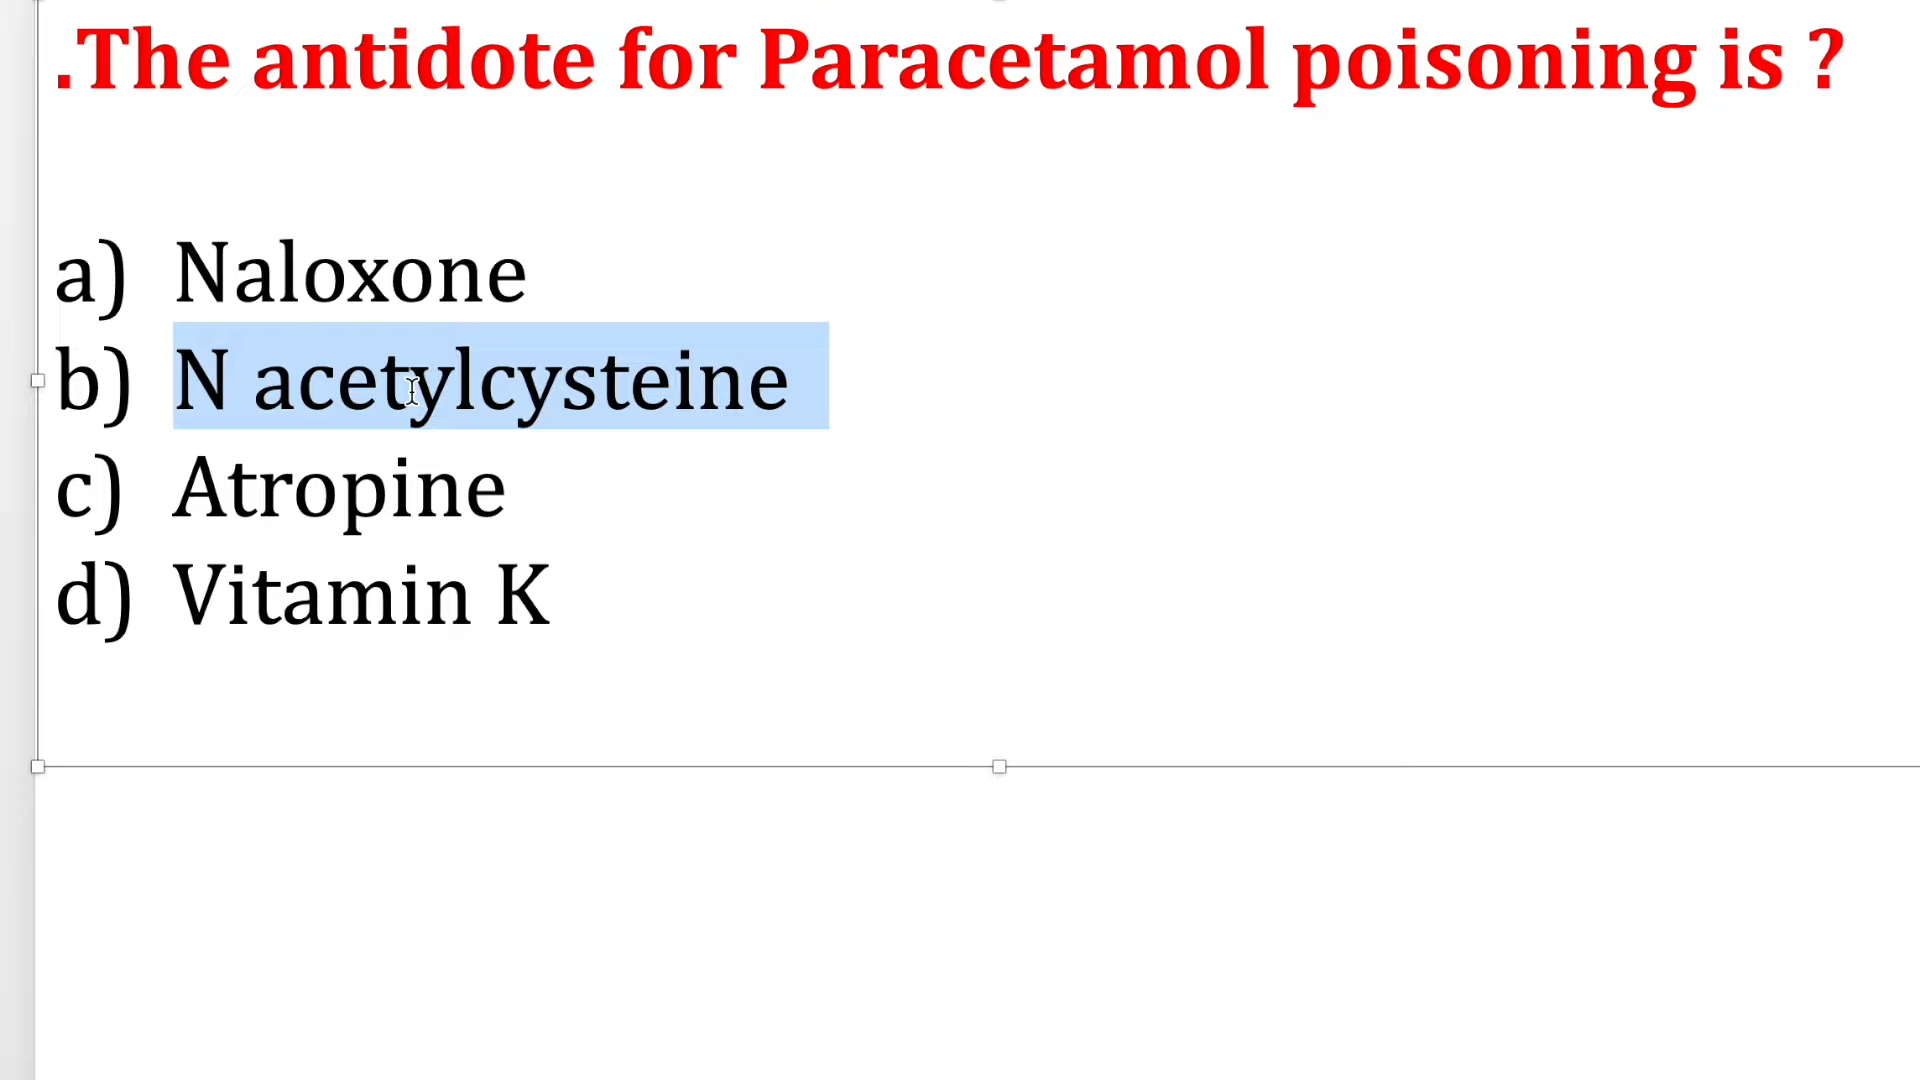 .The antidote for Paracetamol poisoning is ?
a) Naloxone
b) N acetylcysteine
c) Atropine
d) Vitamin K